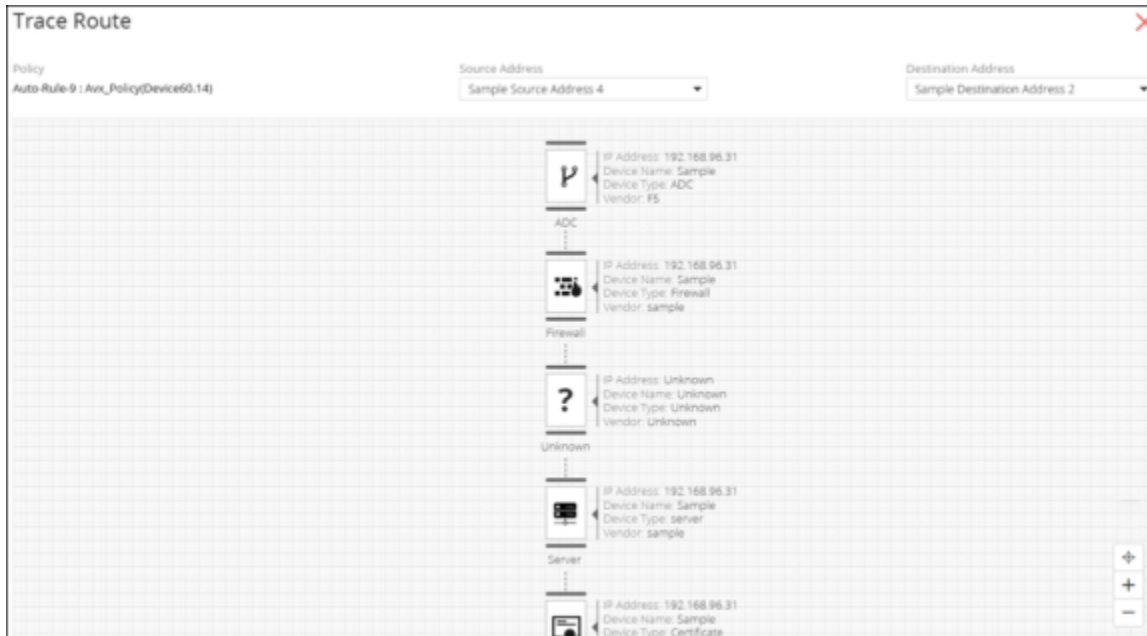 Trace Route
Policy
Source Address
Destination Address
Auto-Rule-9 : Avx_Policy(Device60.14)
Sample Source Address 4
Sample Destination Address 2
IP Address: 192.168.96.31
Device Name: Sample
Device Type: ADC
Vendor: F5
ADC
IP Address: 192.168.96.31
Device Name: Sample
Device Type: Firewall
Vendor: sample
Firewall
?
IP Address: Unknown
Device Name: Unknown
Device Type: Unknown
Vendor: Unknown
Unknown
IP Address: 192.168.96.31
Device Name: Sample
Device Type: server
Vendor: sample
Server
IP Address: 192.168.96.31
Device Name: Sample
Device Type: Certificate